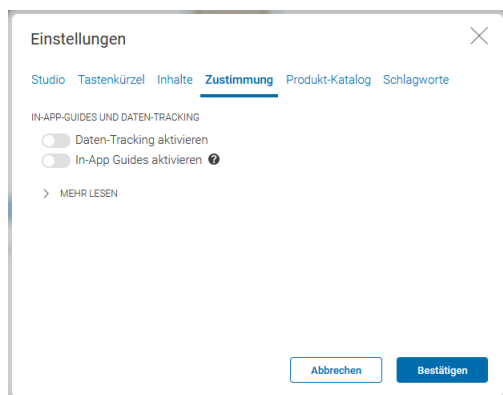 Einstellungen
Studio Tastenkürzel Inhalte Zustimmung Produkt-Katalog Schlagworte
IN-APP-GUIDES UND DATEN-TRACKING
Daten-Tracking aktivieren
In-App Guides aktivieren ?
MEHR LESEN
Abbrechen Bestätigen